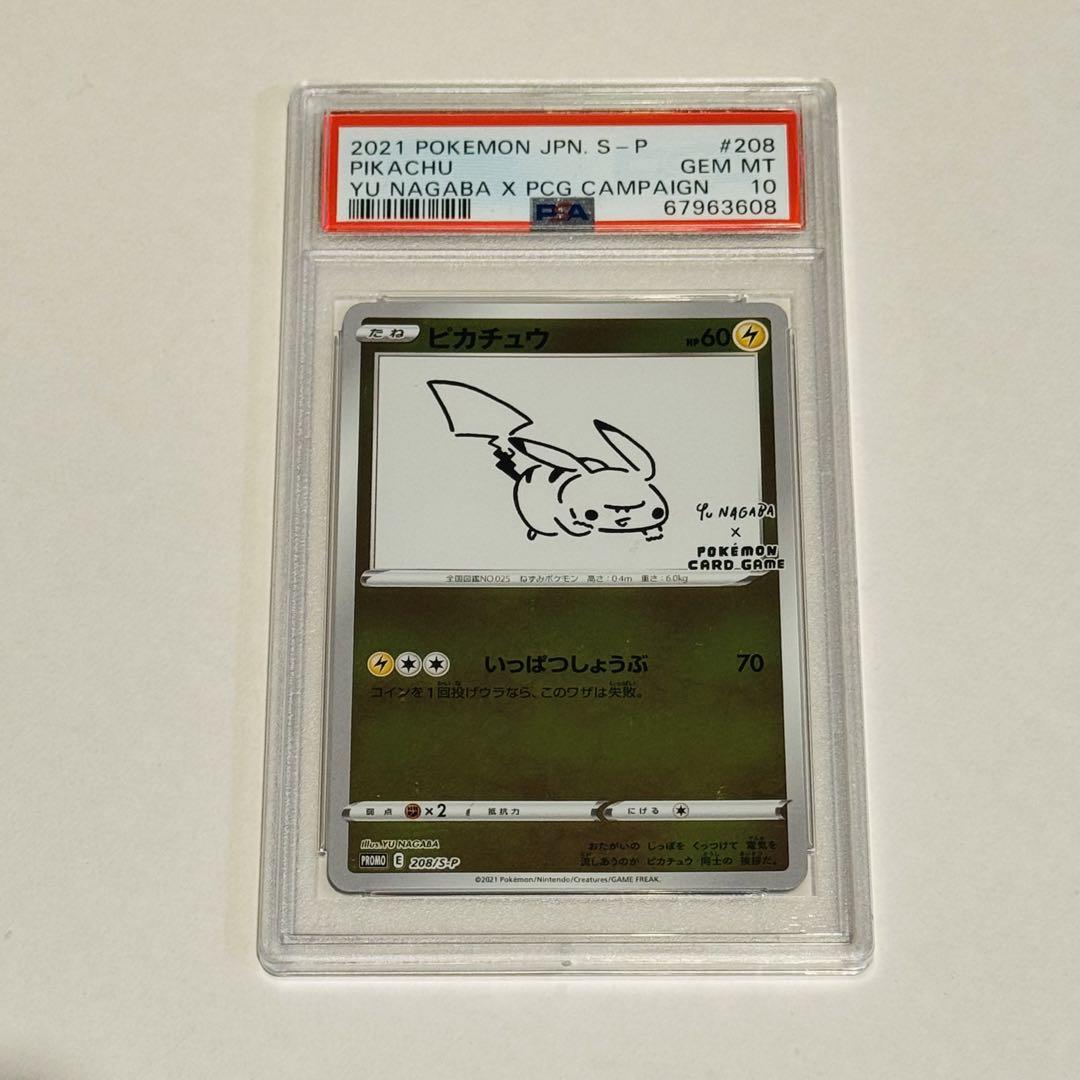 2021 POKEMON JPN. S-P #208
PIKACHU GEM MT
YU NAGABA X PCG CAMPAIGN 10
PSA 67963608
たね ピカチュウ HP60
Yu NAGABA
×
POKÉMON
CARD GAME
全国図鑑NO.025 ねずみポケモン 高さ:0.4m 重さ:6.0kg
いっぱつしょうぶ 70
コインを1回投げウラなら、このワザは失敗。
弱点 ×2 抵抗力 にげる
illus. YU NAGABA
おたがいの しっぽを くっつけて 電気を
流しあうのが ピカチュウ 同士の 挨拶だ。
PROMO E 208/S-P
©2021 Pokémon/Nintendo/Creatures/GAME FREAK.